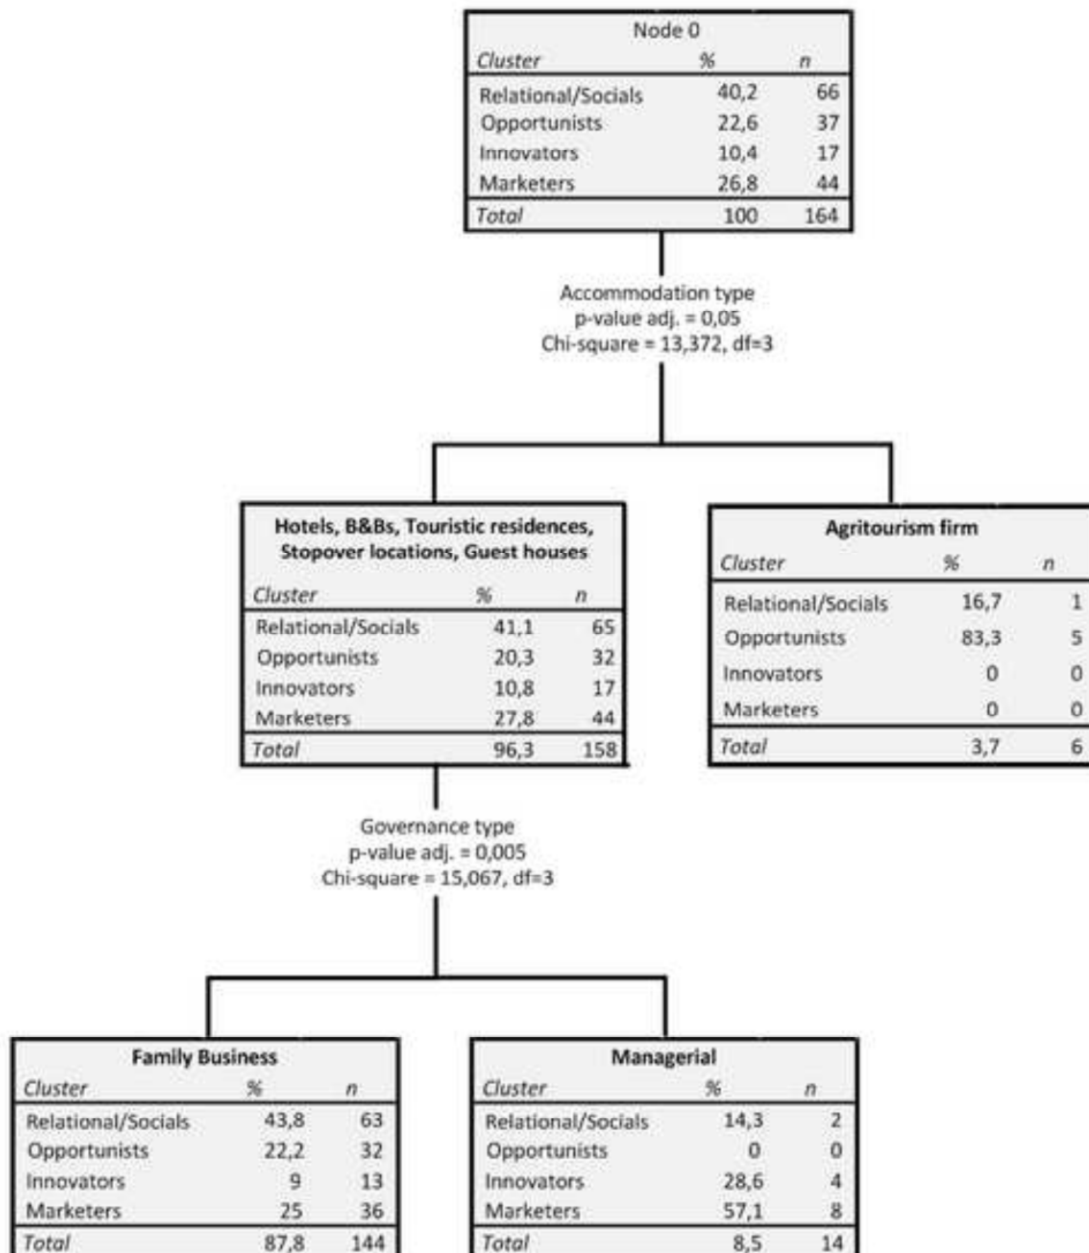 Node 0
Cluster % n
Relational/Socials 40,2 66
Opportunists 22,6 37
Innovators 10,4 17
Marketers 26,8 44
Total 100 164
Accommodation type
p-value adj. = 0,05
Chi-square = 13,372, df=3
Hotels, B&Bs, Touristic residences,
Stopover locations, Guest houses
Cluster % n
Relational/Socials 41,1 65
Opportunists 20,3 32
Innovators 10,8 17
Marketers 27,8 44
Total 96,3 158
Agritourism firm
Cluster % n
Relational/Socials 16,7 1
Opportunists 83,3 5
Innovators 0 0
Marketers 0 0
Total 3,7 6
Governance type
p-value adj. = 0,005
Chi-square = 15,067, df=3
Family Business
Cluster % n
Relational/Socials 43,8 63
Opportunists 22,2 32
Innovators 9 13
Marketers 25 36
Total 87,8 144
Managerial
Cluster % n
Relational/Socials 14,3 2
Opportunists 0 0
Innovators 28,6 4
Marketers 57,1 8
Total 8,5 14